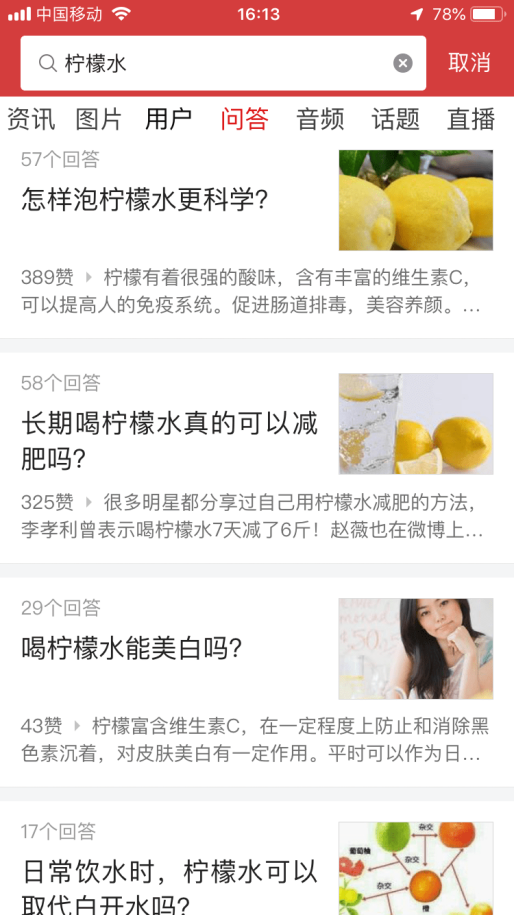 中国移动 16:13 78%
柠檬水 取消
资讯 图片 用户 问答 音频 话题 直播
57个回答
怎样泡柠檬水更科学?
389赞 柠檬有着很强的酸味，含有丰富的维生素C，
可以提高人的免疫系统。促进肠道排毒，美容养颜。...
58个回答
长期喝柠檬水真的可以减
肥吗?
325赞 很多明星都分享过自己用柠檬水减肥的方法，
李孝利曾表示喝柠檬水7天减了6斤！赵薇也在微博上...
29个回答
喝柠檬水能美白吗?
43赞 柠檬富含维生素C，在一定程度上防止和消除黑
色素沉着，对皮肤美白有一定作用。平时可以作为日...
17个回答
日常饮水时，柠檬水可以
取代白开水吗?
杂交
葡萄柚
杂交
杂交
橙